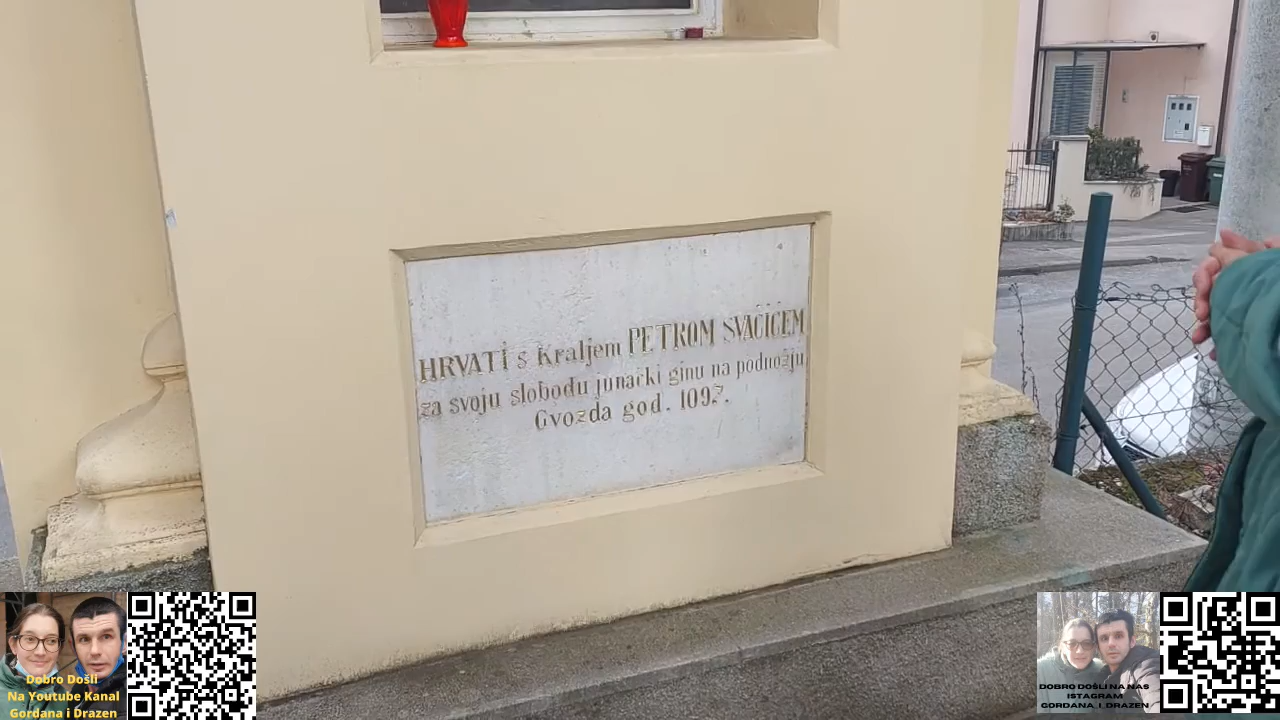 HRVATI s Kraljem PETROM SVAČIĆEM
za svoju slobodu junački ginu na podnožju
Gvozda god. 1097.
Dobro Došli
Na Youtube Kanal
Gordana i Drazen
DOBRO DOŠLI NA NAS
ISTAGRAM
GORDANA_I_DRAZEN